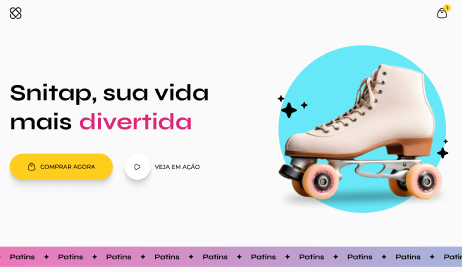 1
Snitap, sua vida
mais divertida
COMPRAR AGORA
VEJA EM AÇÃO
Patins Patins Patins Patins Patins Patins Patins Patins Patins Patins